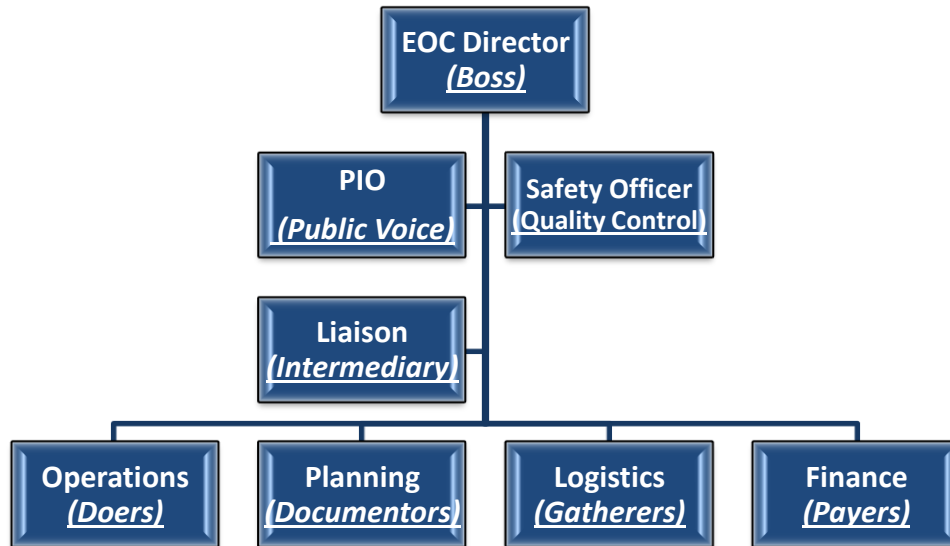 EOC Director
(Boss)
PIO
(Public Voice)
Safety Officer
(Quality Control)
Liaison
(Intermediary)
Operations
(Doers)
Planning
(Documentors)
Logistics
(Gatherers)
Finance
(Payers)